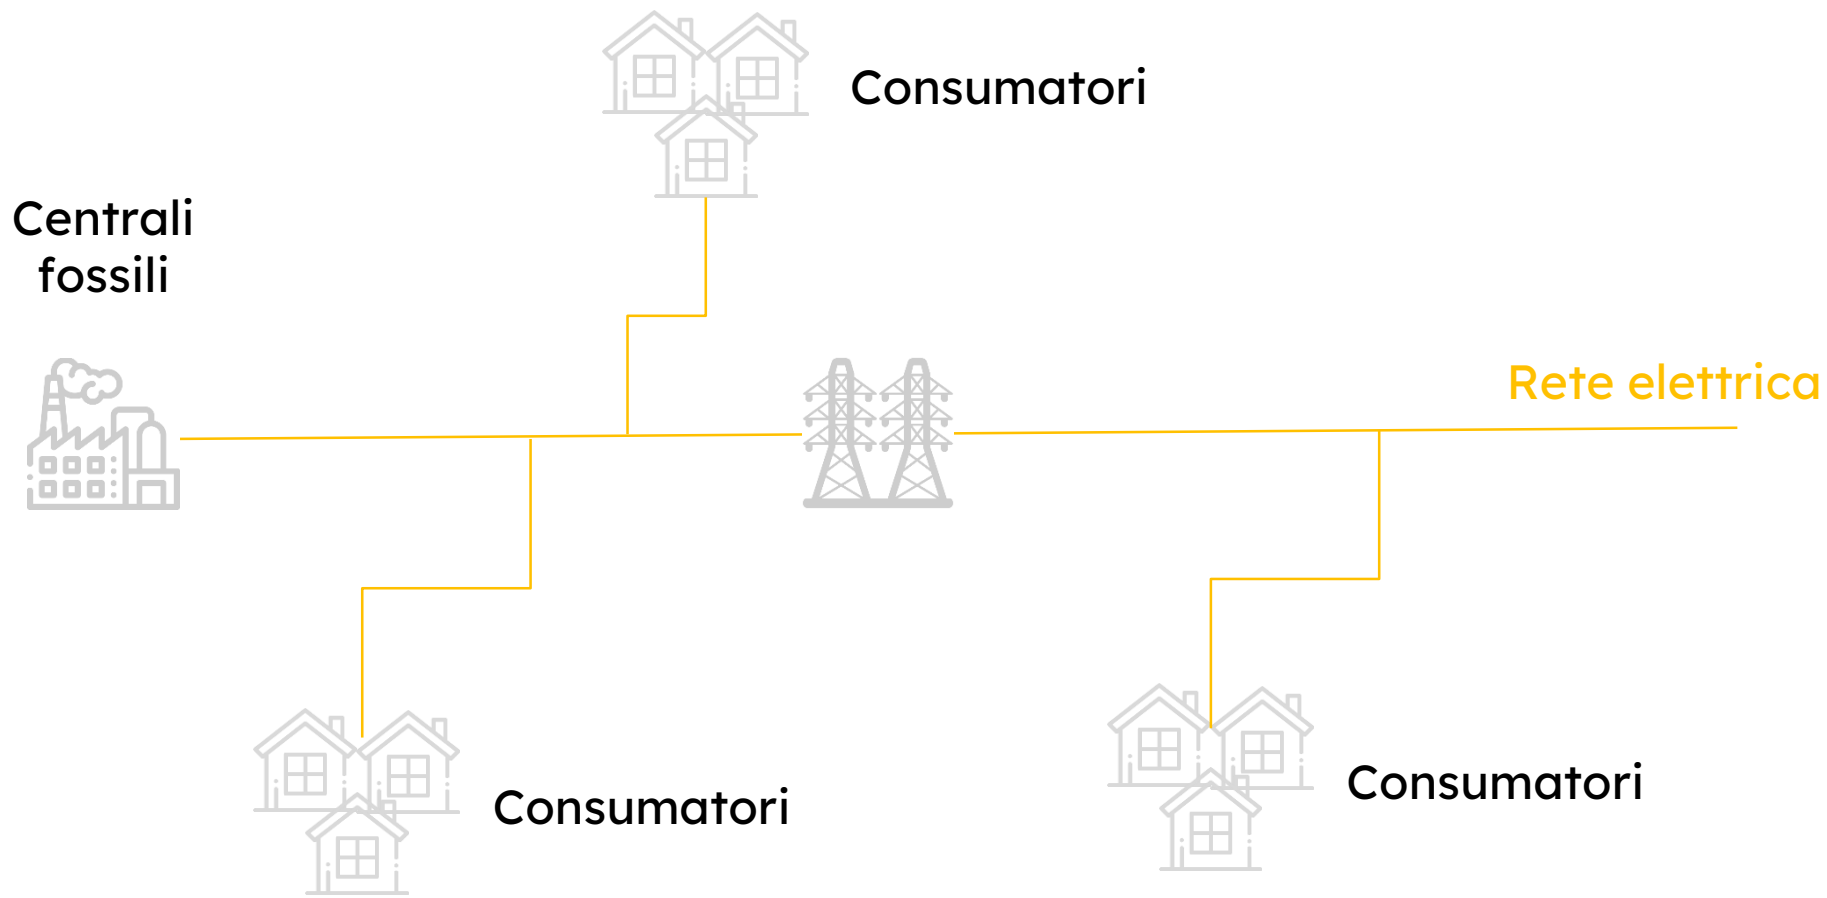 Consumatori
Centrali
fossili
Rete elettrica
Consumatori
Consumatori